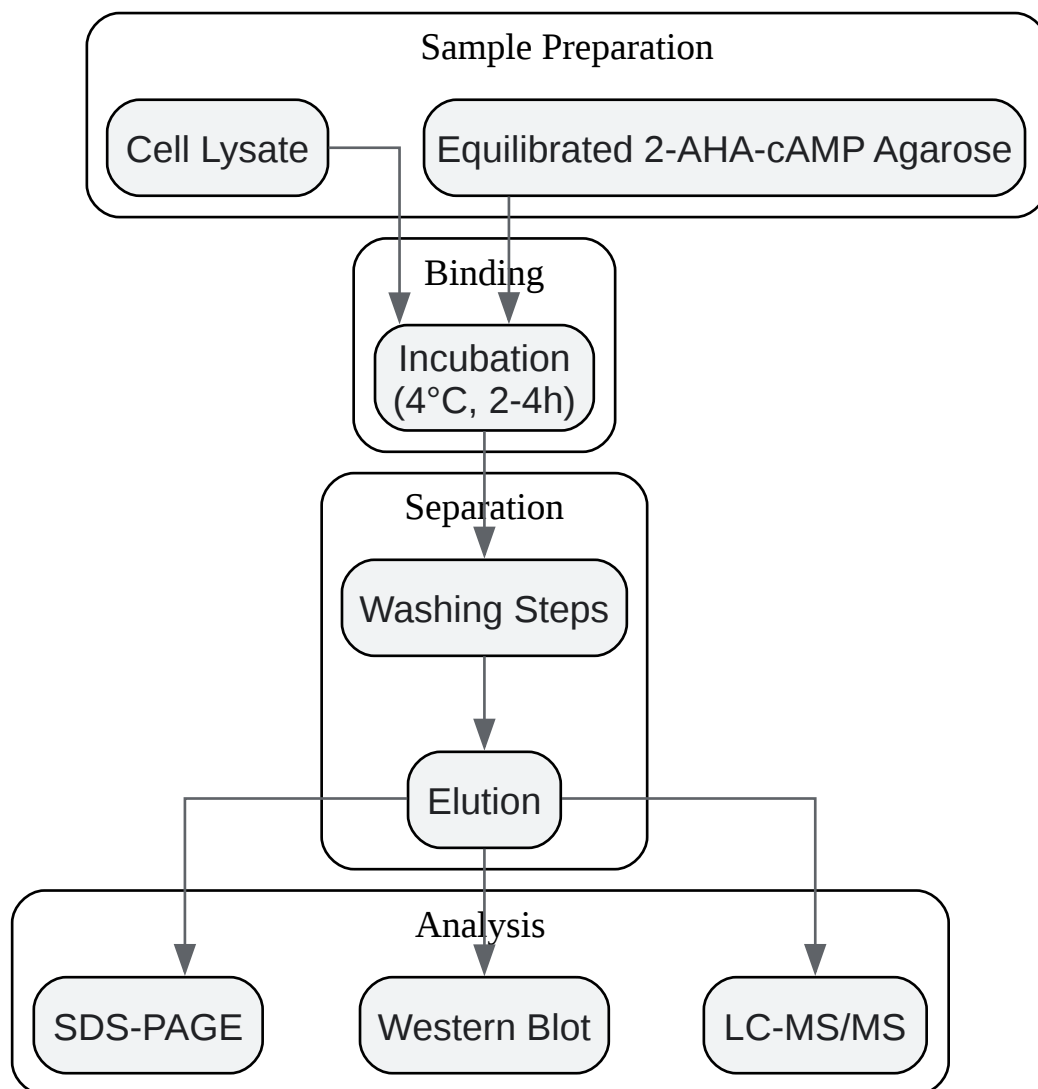 Sample Preparation
Cell Lysate
Equilibrated 2-AHA-cAMP Agarose
Binding
Incubation
(4°C, 2-4h)
Separation
Washing Steps
Elution
Analysis
SDS-PAGE
Western Blot
LC-MS/MS